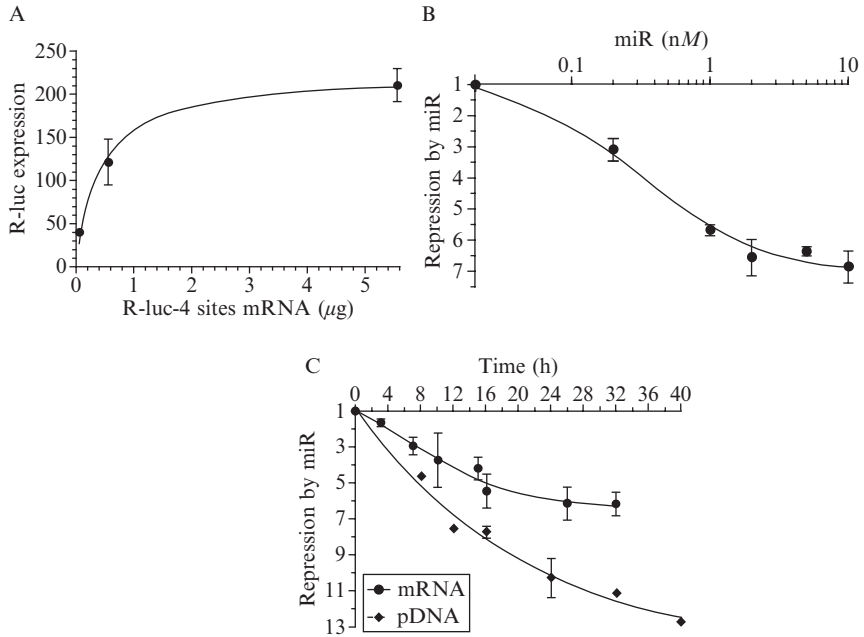 A
250
200
150
100
50
0
R-luc expression
0 1 2 3 4 5
R-luc-4 sites mRNA (μg)
B
miR (nM)
0.1 1 10
1
2
3
4
5
6
7
Repression by miR
C
Time (h)
0 4 8 12 16 20 24 28 32 36 40
1
3
5
7
9
11
13
Repression by miR
mRNA
pDNA